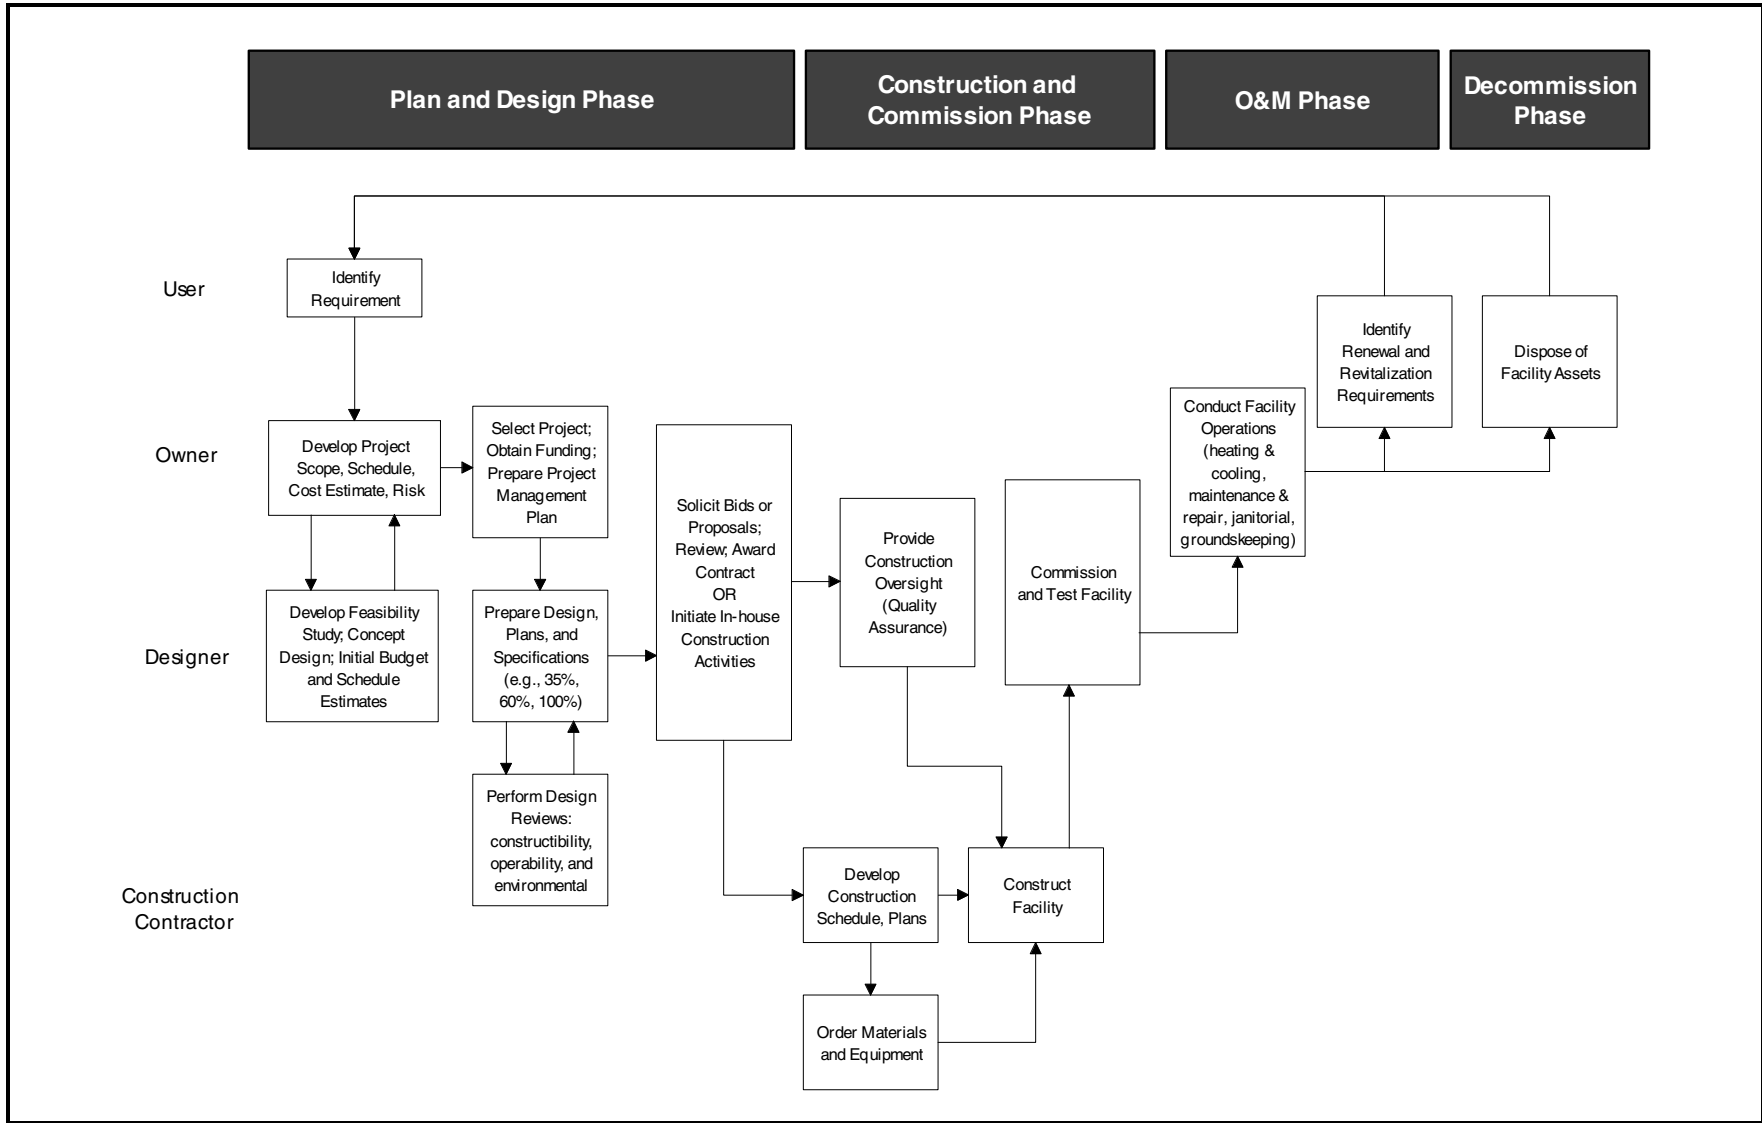 Plan and Design Phase
Construction and
Commission Phase
O&M Phase
Decommission
Phase
User
Identify
Requirement
Identify
Renewal and
Revitalization
Requirements
Dispose of
Facility Assets
Owner
Develop Project
Scope, Schedule,
Cost Estimate, Risk
Select Project;
Obtain Funding;
Prepare Project
Management
Plan
Solicit Bids or
Proposals;
Review; Award
Contract
OR
Initiate In-house
Construction
Activities
Provide
Construction
Oversight
(Quality
Assurance)
Commission
and Test Facility
Conduct Facility
Operations
(heating &
cooling,
maintenance &
repair, janitorial,
groundskeeping)
Designer
Develop Feasibility
Study; Concept
Design; Initial Budget
and Schedule
Estimates
Prepare Design,
Plans, and
Specifications
(e.g., 35%,
60%, 100%)
Perform Design
Reviews:
constructibility,
operability, and
environmental
Construction
Contractor
Develop
Construction
Schedule, Plans
Construct
Facility
Order Materials
and Equipment